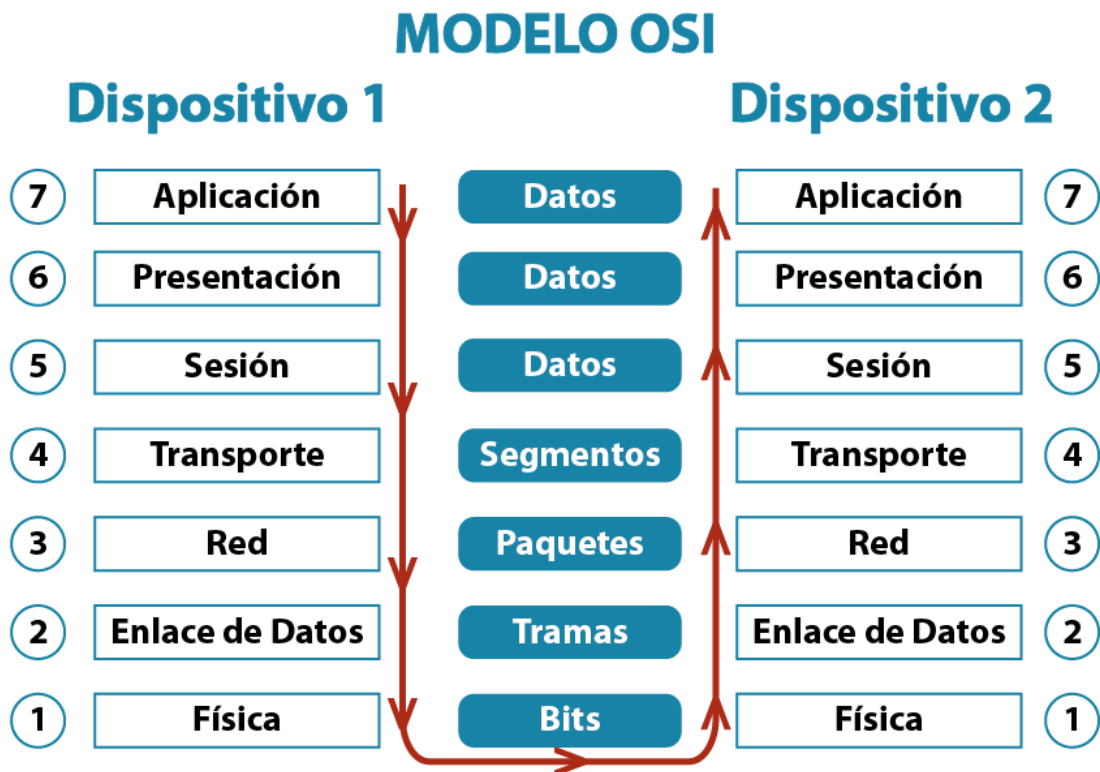 MODELO OSI
Dispositivo 1 Dispositivo 2
7 Aplicación Datos Aplicación 7
6 Presentación Datos Presentación 6
5 Sesión Datos Sesión 5
4 Transporte Segmentos Transporte 4
3 Red Paquetes Red 3
2 Enlace de Datos Tramas Enlace de Datos 2
1 Física Bits Física 1